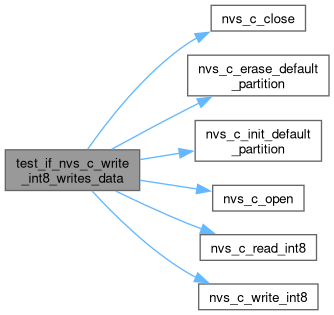 nvs_c_close
nvs_c_erase_default
_partition
nvs_c_init_default
_partition
test_if_nvs_c_write
_int8_writes_data
nvs_c_open
nvs_c_read_int8
nvs_c_write_int8